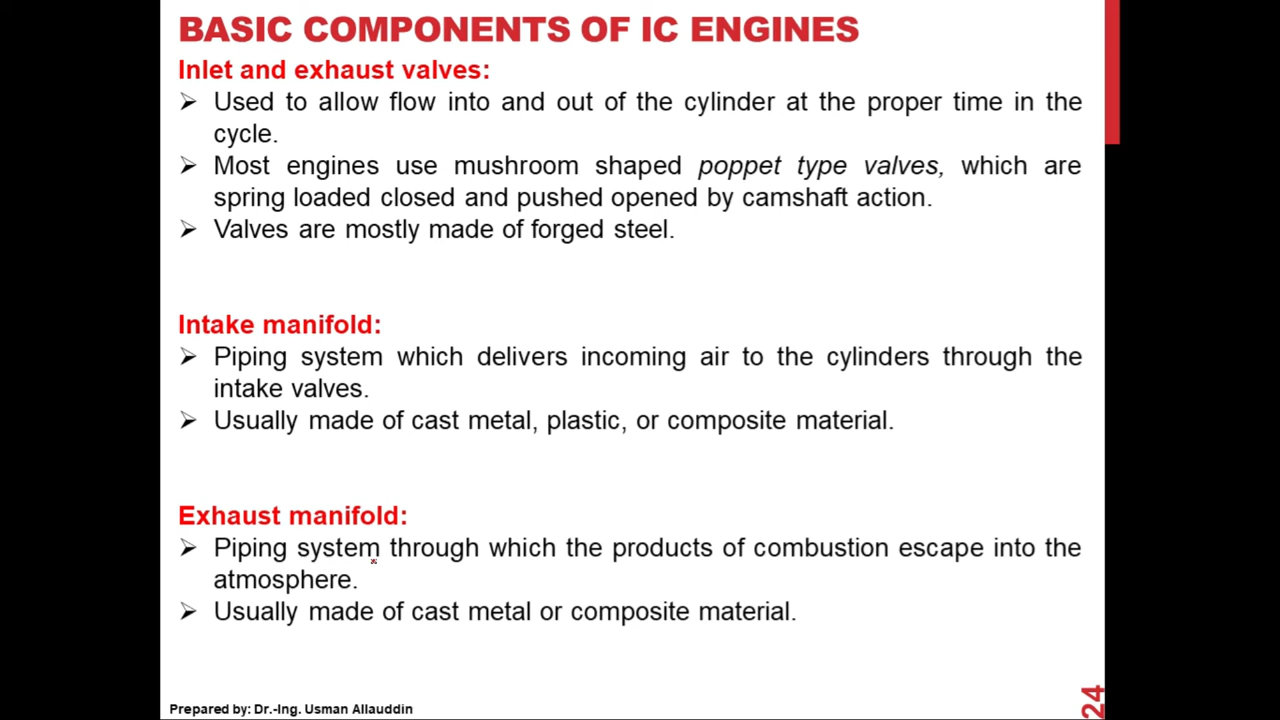 BASIC COMPONENTS OF IC ENGINES
Inlet and exhaust valves:
➢ Used to allow flow into and out of the cylinder at the proper time in the
cycle.
➢ Most engines use mushroom shaped poppet type valves, which are
spring loaded closed and pushed opened by camshaft action.
➢ Valves are mostly made of forged steel.
Intake manifold:
➢ Piping system which delivers incoming air to the cylinders through the
intake valves.
➢ Usually made of cast metal, plastic, or composite material.
Exhaust manifold:
➢ Piping system through which the products of combustion escape into the
atmosphere.
➢ Usually made of cast metal or composite material.
Prepared by: Dr.-Ing. Usman Allauddin
24